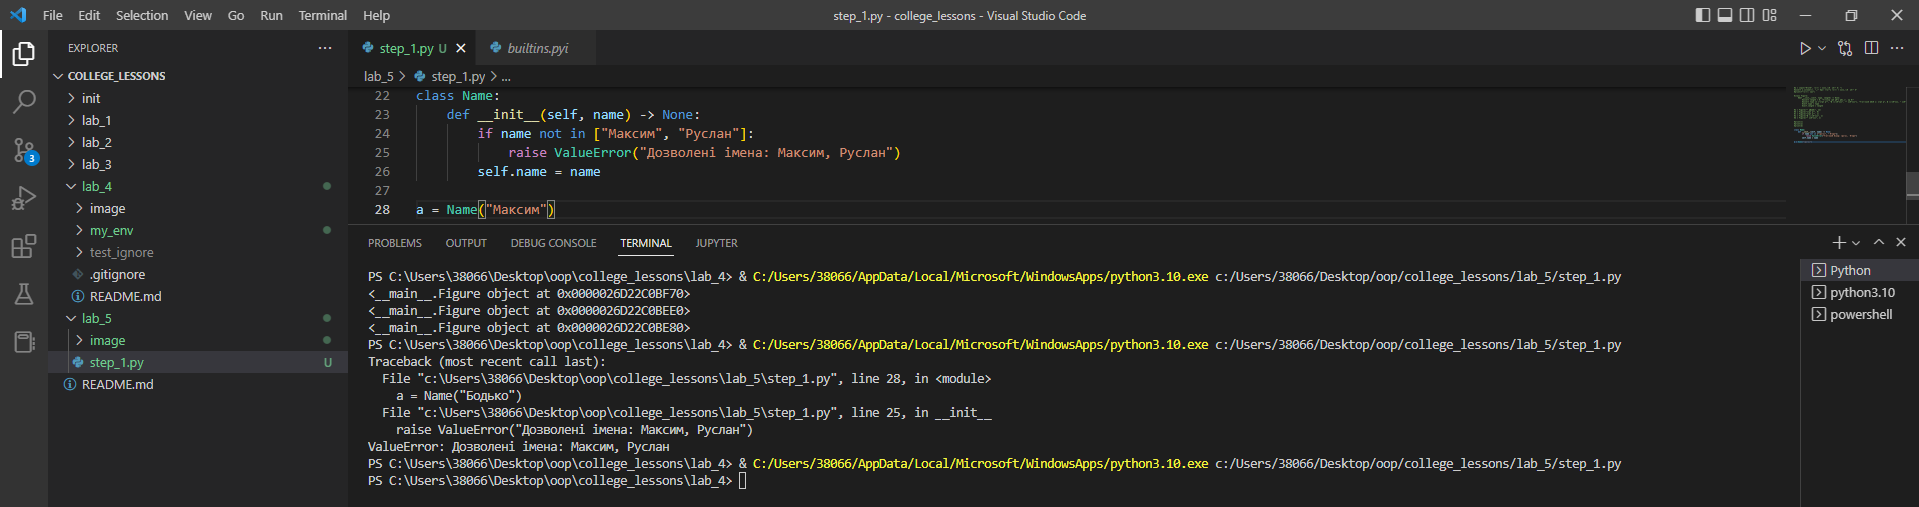 File Edit Selection View Go Run Terminal Help
step_1.py - college_lessons - Visual Studio Code
EXPLORER
COLLEGE_LESSONS
init
lab_1
lab_2
lab_3
lab_4
image
my_env
test_ignore
.gitignore
README.md
lab_5
image
step_1.py U
README.md
3
step_1.py U
builtins.pyi
lab_5 > step_1.py > ...
22 class Name:
23 def __init__(self, name) -> None:
24 if name not in ["Максим", "Руслан"]:
25 raise ValueError("Дозволені імена: Максим, Руслан")
26 self.name = name
27
28 a = Name("Максим")
PROBLEMS OUTPUT DEBUG CONSOLE TERMINAL JUPYTER
PS C:\Users\38066\Desktop\oop\college_lessons\lab_4> & C:/Users/38066/AppData/Local/Microsoft/WindowsApps/python3.10.exe c:/Users/38066/Desktop/oop/college_lessons/lab_5/step_1.py
<__main__.Figure object at 0x0000026D22C0BF70>
<__main__.Figure object at 0x0000026D22C0BEE0>
<__main__.Figure object at 0x0000026D22C0BE80>
PS C:\Users\38066\Desktop\oop\college_lessons\lab_4> & C:/Users/38066/AppData/Local/Microsoft/WindowsApps/python3.10.exe c:/Users/38066/Desktop/oop/college_lessons/lab_5/step_1.py
Traceback (most recent call last):
File "c:\Users\38066\Desktop\oop\college_lessons\lab_5\step_1.py", line 28, in <module>
a = Name("Бодько")
File "c:\Users\38066\Desktop\oop\college_lessons\lab_5\step_1.py", line 25, in __init__
raise ValueError("Дозволені імена: Максим, Руслан")
ValueError: Дозволені імена: Максим, Руслан
PS C:\Users\38066\Desktop\oop\college_lessons\lab_4> & C:/Users/38066/AppData/Local/Microsoft/WindowsApps/python3.10.exe c:/Users/38066/Desktop/oop/college_lessons/lab_5/step_1.py
PS C:\Users\38066\Desktop\oop\college_lessons\lab_4>
Python
python3.10
powershell